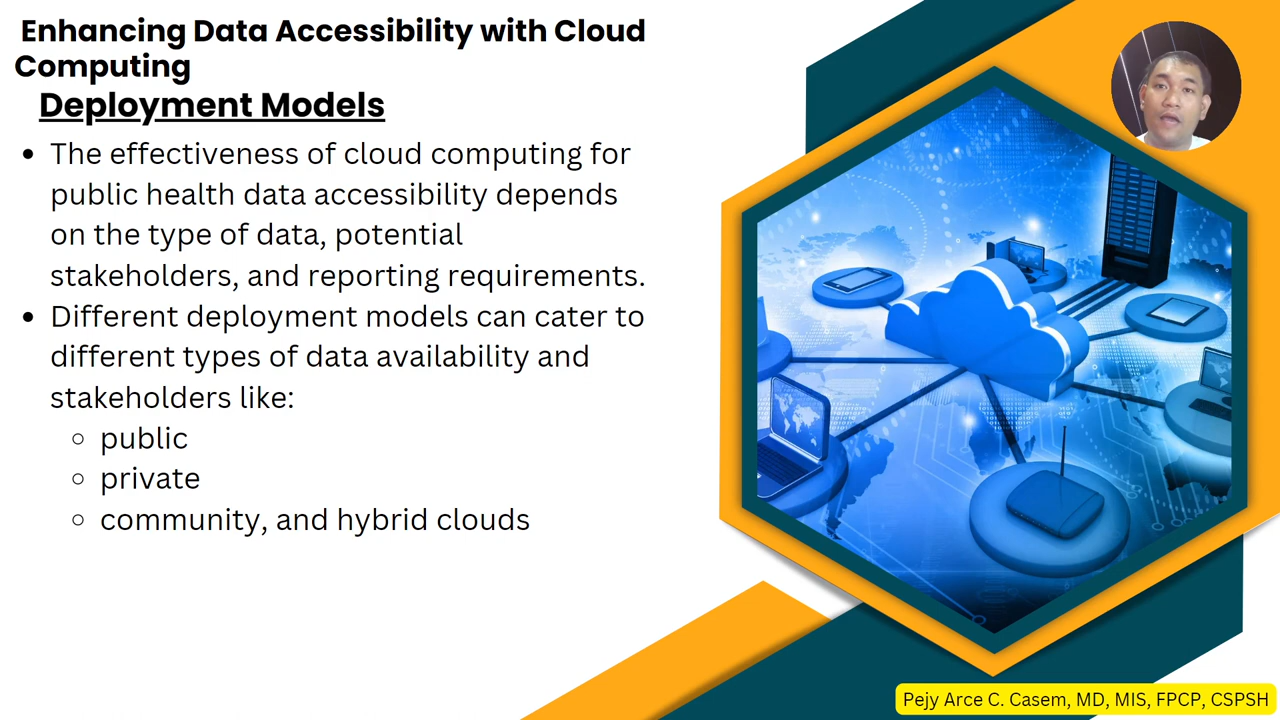 Enhancing Data Accessibility with Cloud
Computing
Deployment Models
• The effectiveness of cloud computing for
public health data accessibility depends
on the type of data, potential
stakeholders, and reporting requirements.
• Different deployment models can cater to
different types of data availability and
stakeholders like:
○ public
○ private
○ community, and hybrid clouds
Pejy Arce C. Casem, MD, MIS, FPCP, CSPSH